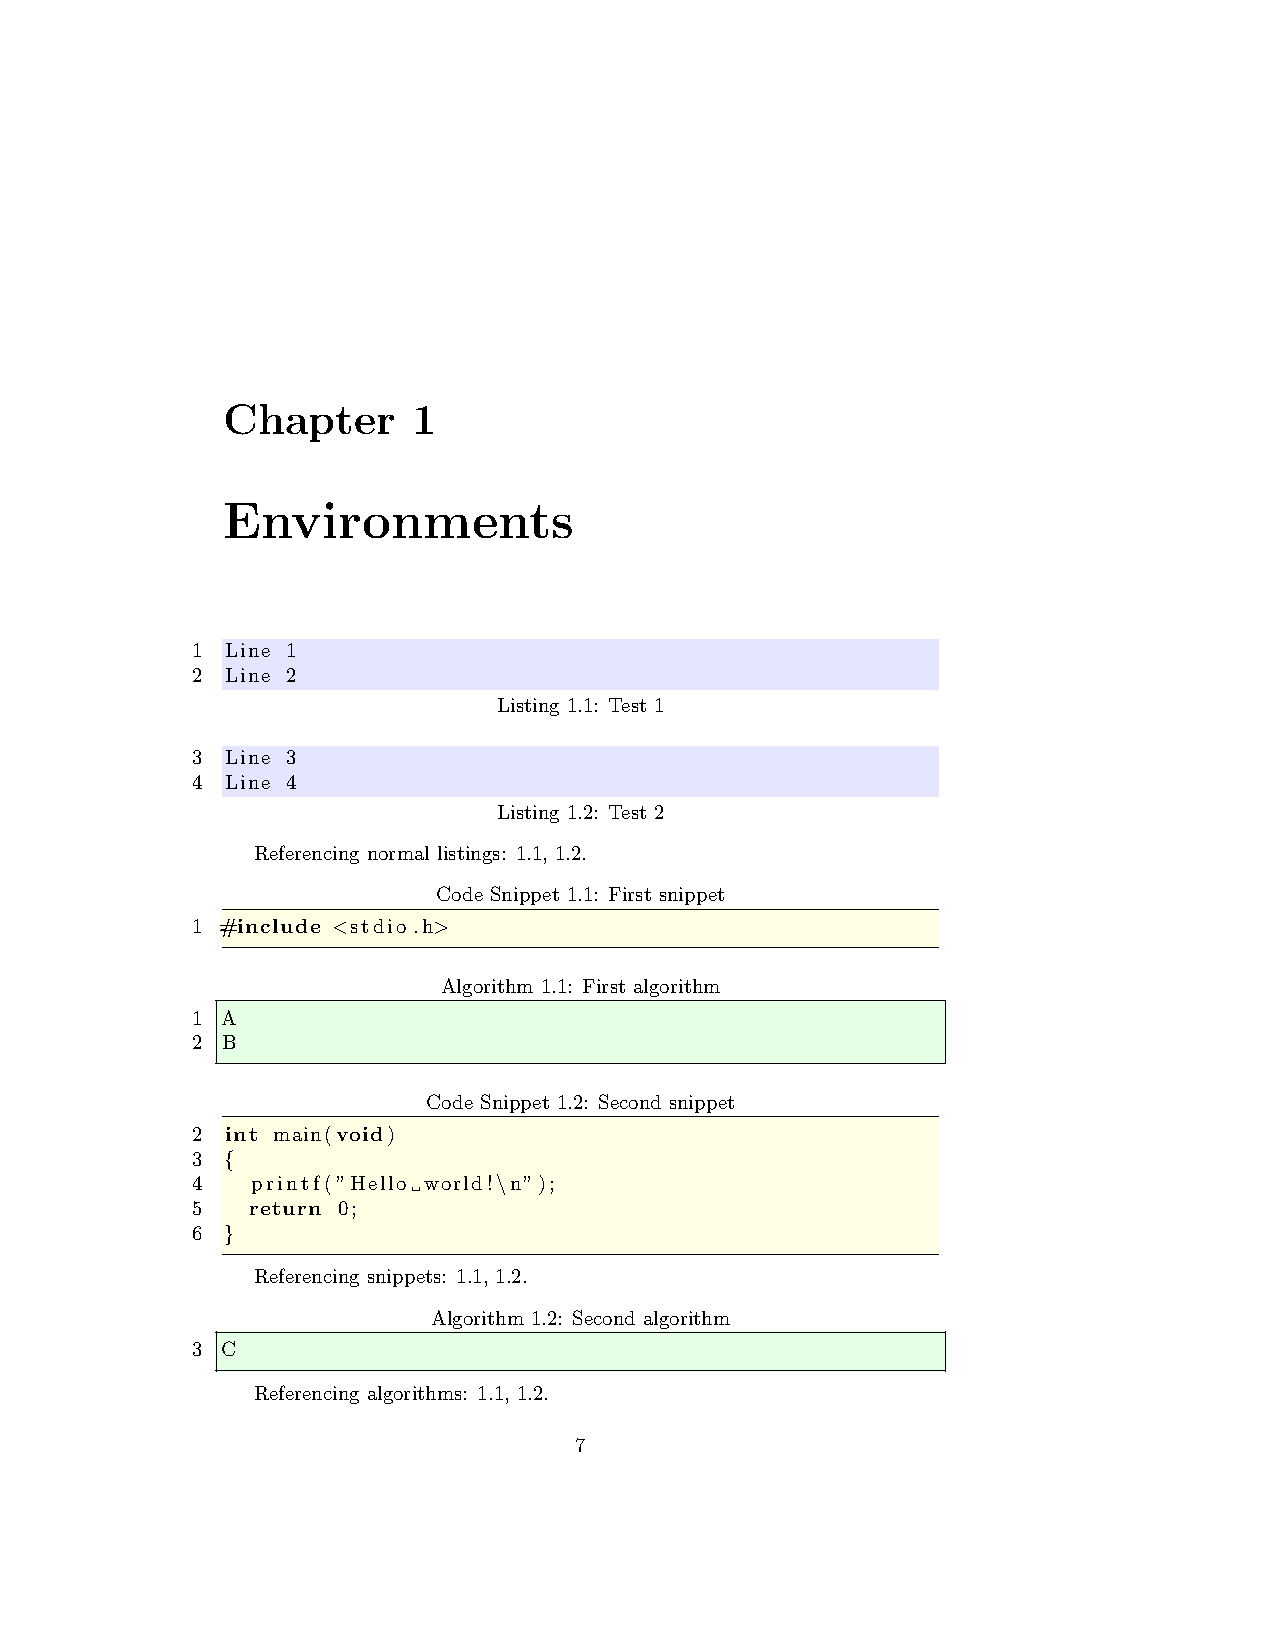 Chapter 1
Environments
1 Line 1
2 Line 2
Listing 1.1: Test 1
3 Line 3
4 Line 4
Listing 1.2: Test 2
Referencing normal listings: 1.1, 1.2.
Code Snippet 1.1: First snippet
1 #include <stdio.h>
Algorithm 1.1: First algorithm
1 A
2 B
Code Snippet 1.2: Second snippet
2 int main(void)
3 {
4   printf("Hello␣world!\n");
5   return 0;
6 }
Referencing snippets: 1.1, 1.2.
Algorithm 1.2: Second algorithm
3 C
Referencing algorithms: 1.1, 1.2.
7